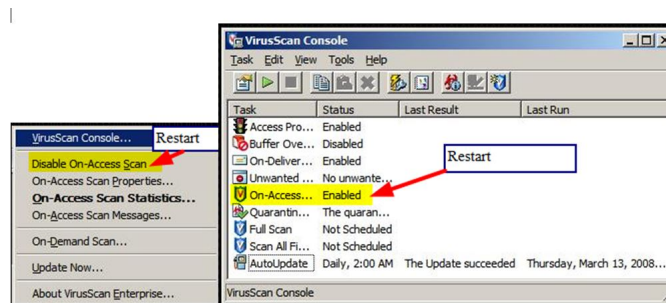 VirusScan Console...
Restart
Disable On-Access Scan
On-Access Scan Properties...
On-Access Scan Statistics...
On-Access Scan Messages...
On-Demand Scan...
Update Now...
About VirusScan Enterprise...
VirusScan Console
Task Edit View Tools Help
Task Status Last Result Last Run
Access Pro... Enabled
Buffer Ove... Disabled
On-Deliver... Enabled
Restart
Unwanted ... No unwante...
On-Access... Enabled
Quarantin... The quaran...
Full Scan Not Scheduled
Scan All Fi... Not Scheduled
AutoUpdate Daily, 2:00 AM The Update succeeded Thursday, March 13, 2008...
VirusScan Console